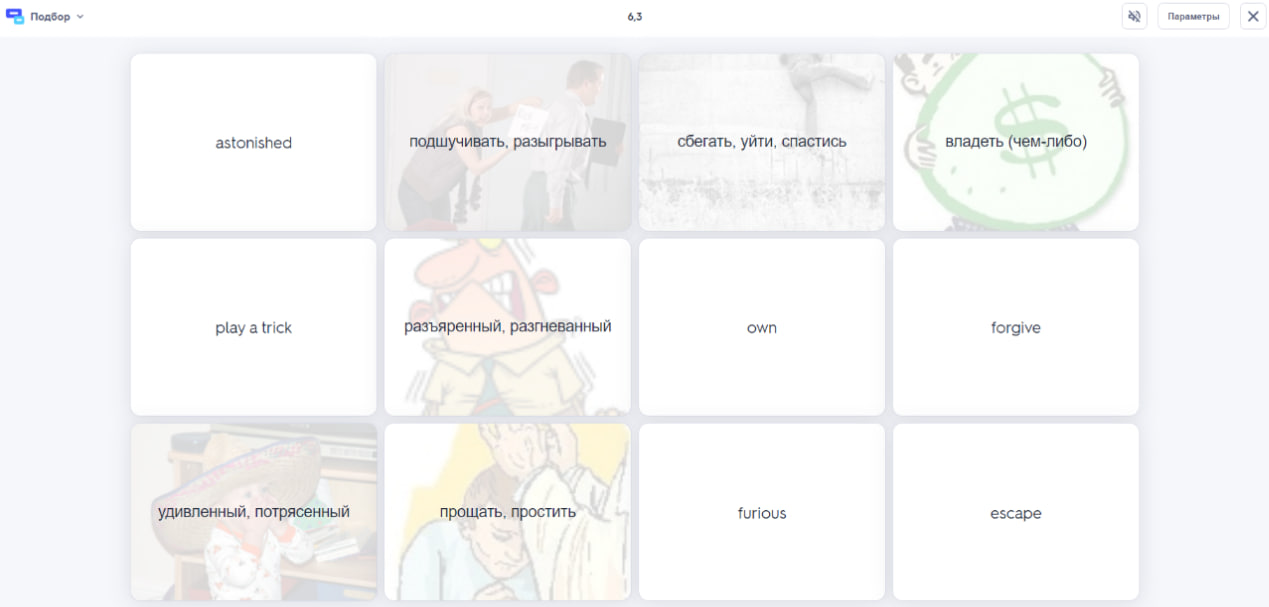 Подбор
6,3
Параметры
astonished
подшучивать, разыгрывать
сбегать, уйти, спастись
владеть (чем-либо)
play a trick
разъяренный, разгневанный
own
forgive
удивленный, потрясенный
прощать, простить
furious
escape